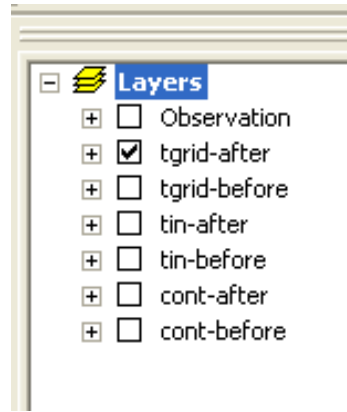 Layers
Observation
tgrid-after
tgrid-before
tin-after
tin-before
cont-after
cont-before